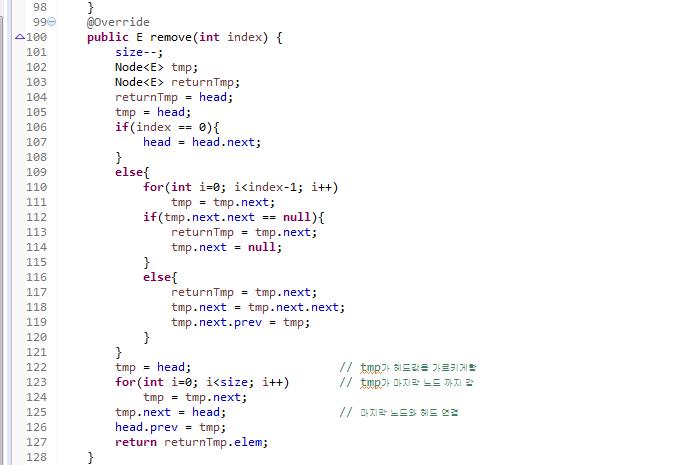 98 }
99 @Override
100 public E remove(int index) {
101 size--;
102 Node<E> tmp;
103 Node<E> returnTmp;
104 returnTmp = head;
105 tmp = head;
106 if(index == 0){
107 head = head.next;
108 }
109 else{
110 for(int i=0; i<index-1; i++)
111 tmp = tmp.next;
112 if(tmp.next.next == null){
113 returnTmp = tmp.next;
114 tmp.next = null;
115 }
116 else{
117 returnTmp = tmp.next;
118 tmp.next = tmp.next.next;
119 tmp.next.prev = tmp;
120 }
121 }
122 tmp = head; // tmp가 헤드값을 가르키게함
123 for(int i=0; i<size; i++) // tmp가 마지막 노드 까지 감
124 tmp = tmp.next;
125 tmp.next = head; // 마지막 노드와 헤드 연결
126 head.prev = tmp;
127 return returnTmp.elem;
128 }